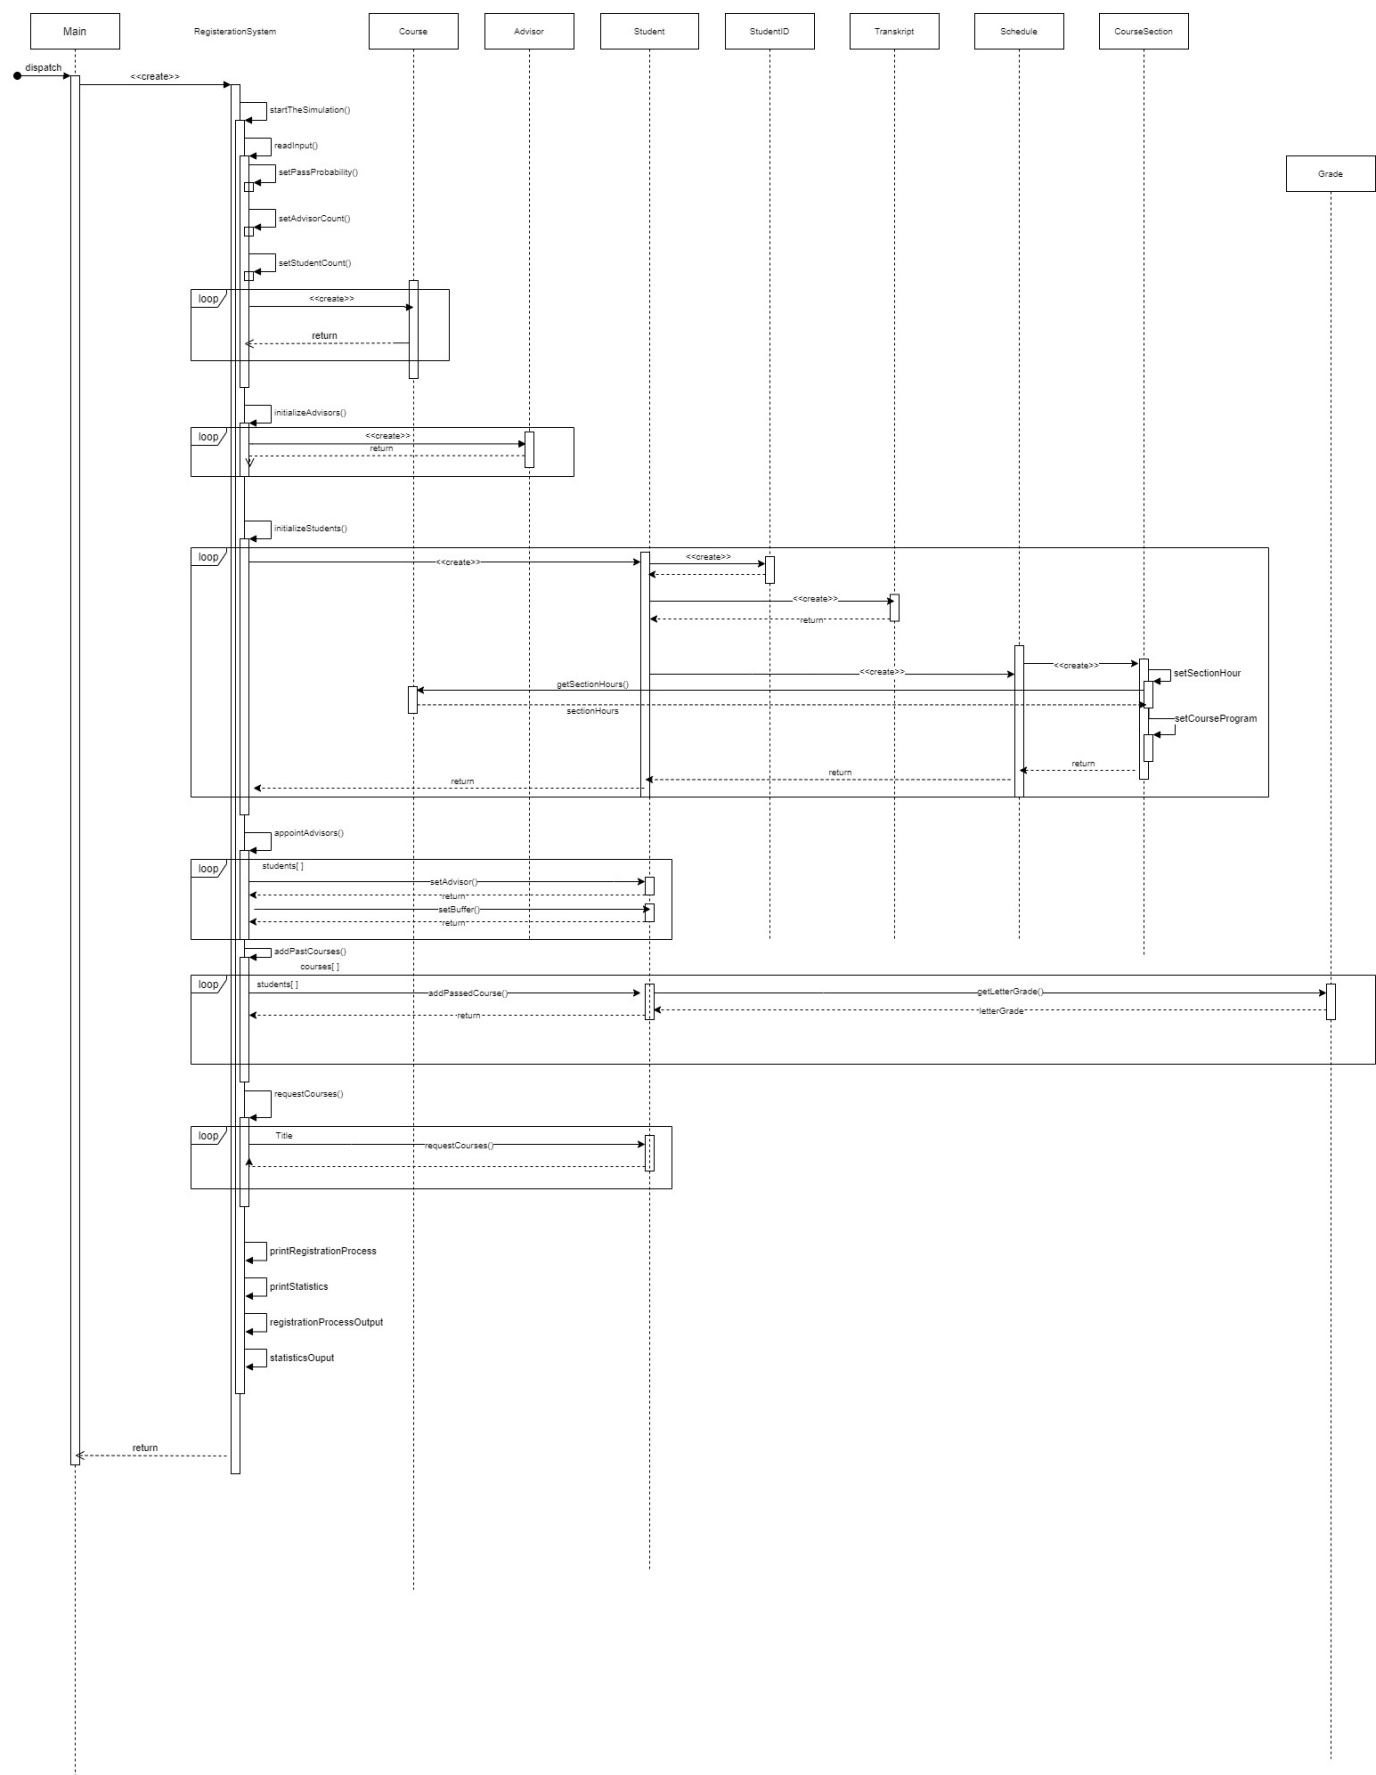 Main
RegisterationSystem
Course
Advisor
Student
StudentID
Transkript
Schedule
CourseSection
dispatch
<<create>>
startTheSimulation()
readInput()
setPassProbability()
Grade
setAdvisorCount()
setStudentCount()
loop
<<create>>
return
initializeAdvisors()
loop
<<create>>
return
initializeStudents()
loop
<<create>>
<<create>>
<<create>>
return
<<create>>
<<create>>
setSectionHour
getSectionHours()
sectionHours
setCourseProgram
return
return
return
appointAdvisors()
loop
students[ ]
setAdvisor()
return
setBuffer()
return
addPastCourses()
courses[ ]
loop
students[ ]
addPassedCourse()
getLetterGrade()
letterGrade
return
requestCourses()
loop
Title
requestCourses()
printRegistrationProcess
printStatistics
registrationProcessOutput
statisticsOuput
return